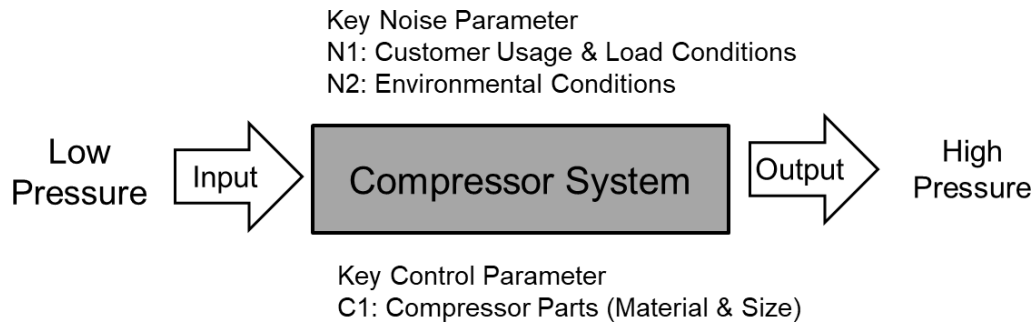 Key Noise Parameter
N1: Customer Usage & Load Conditions
N2: Environmental Conditions
Low
Pressure
Input
Compressor System
Output
High
Pressure
Key Control Parameter
C1: Compressor Parts (Material & Size)